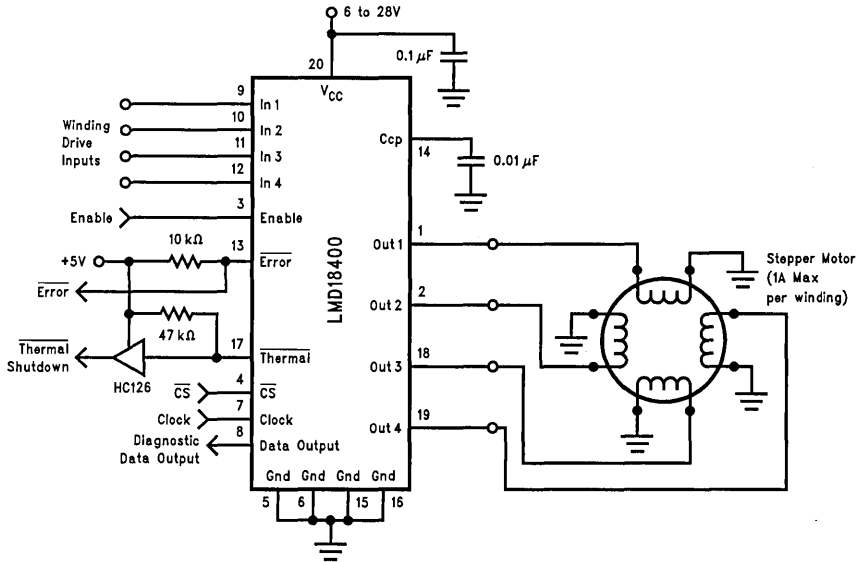 6 to 28V
0.1 μF
20
V_CC
9
In 1
10
In 2
11
In 3
12
In 4
Winding
Drive
Inputs
3
Enable
Enable
10 kΩ
13
+5V
Error
Error
47 kΩ
17
Thermal
Shutdown
Thermal
HC126
4
CS
CS
7
Clock
Clock
8
Diagnostic
Data Output
Data Output
LMD18400
Ccp
14
0.01 μF
1
Out 1
2
Out 2
18
Out 3
19
Out 4
Stepper Motor
(1A Max
per winding)
Gnd Gnd Gnd Gnd
5 6 15 16